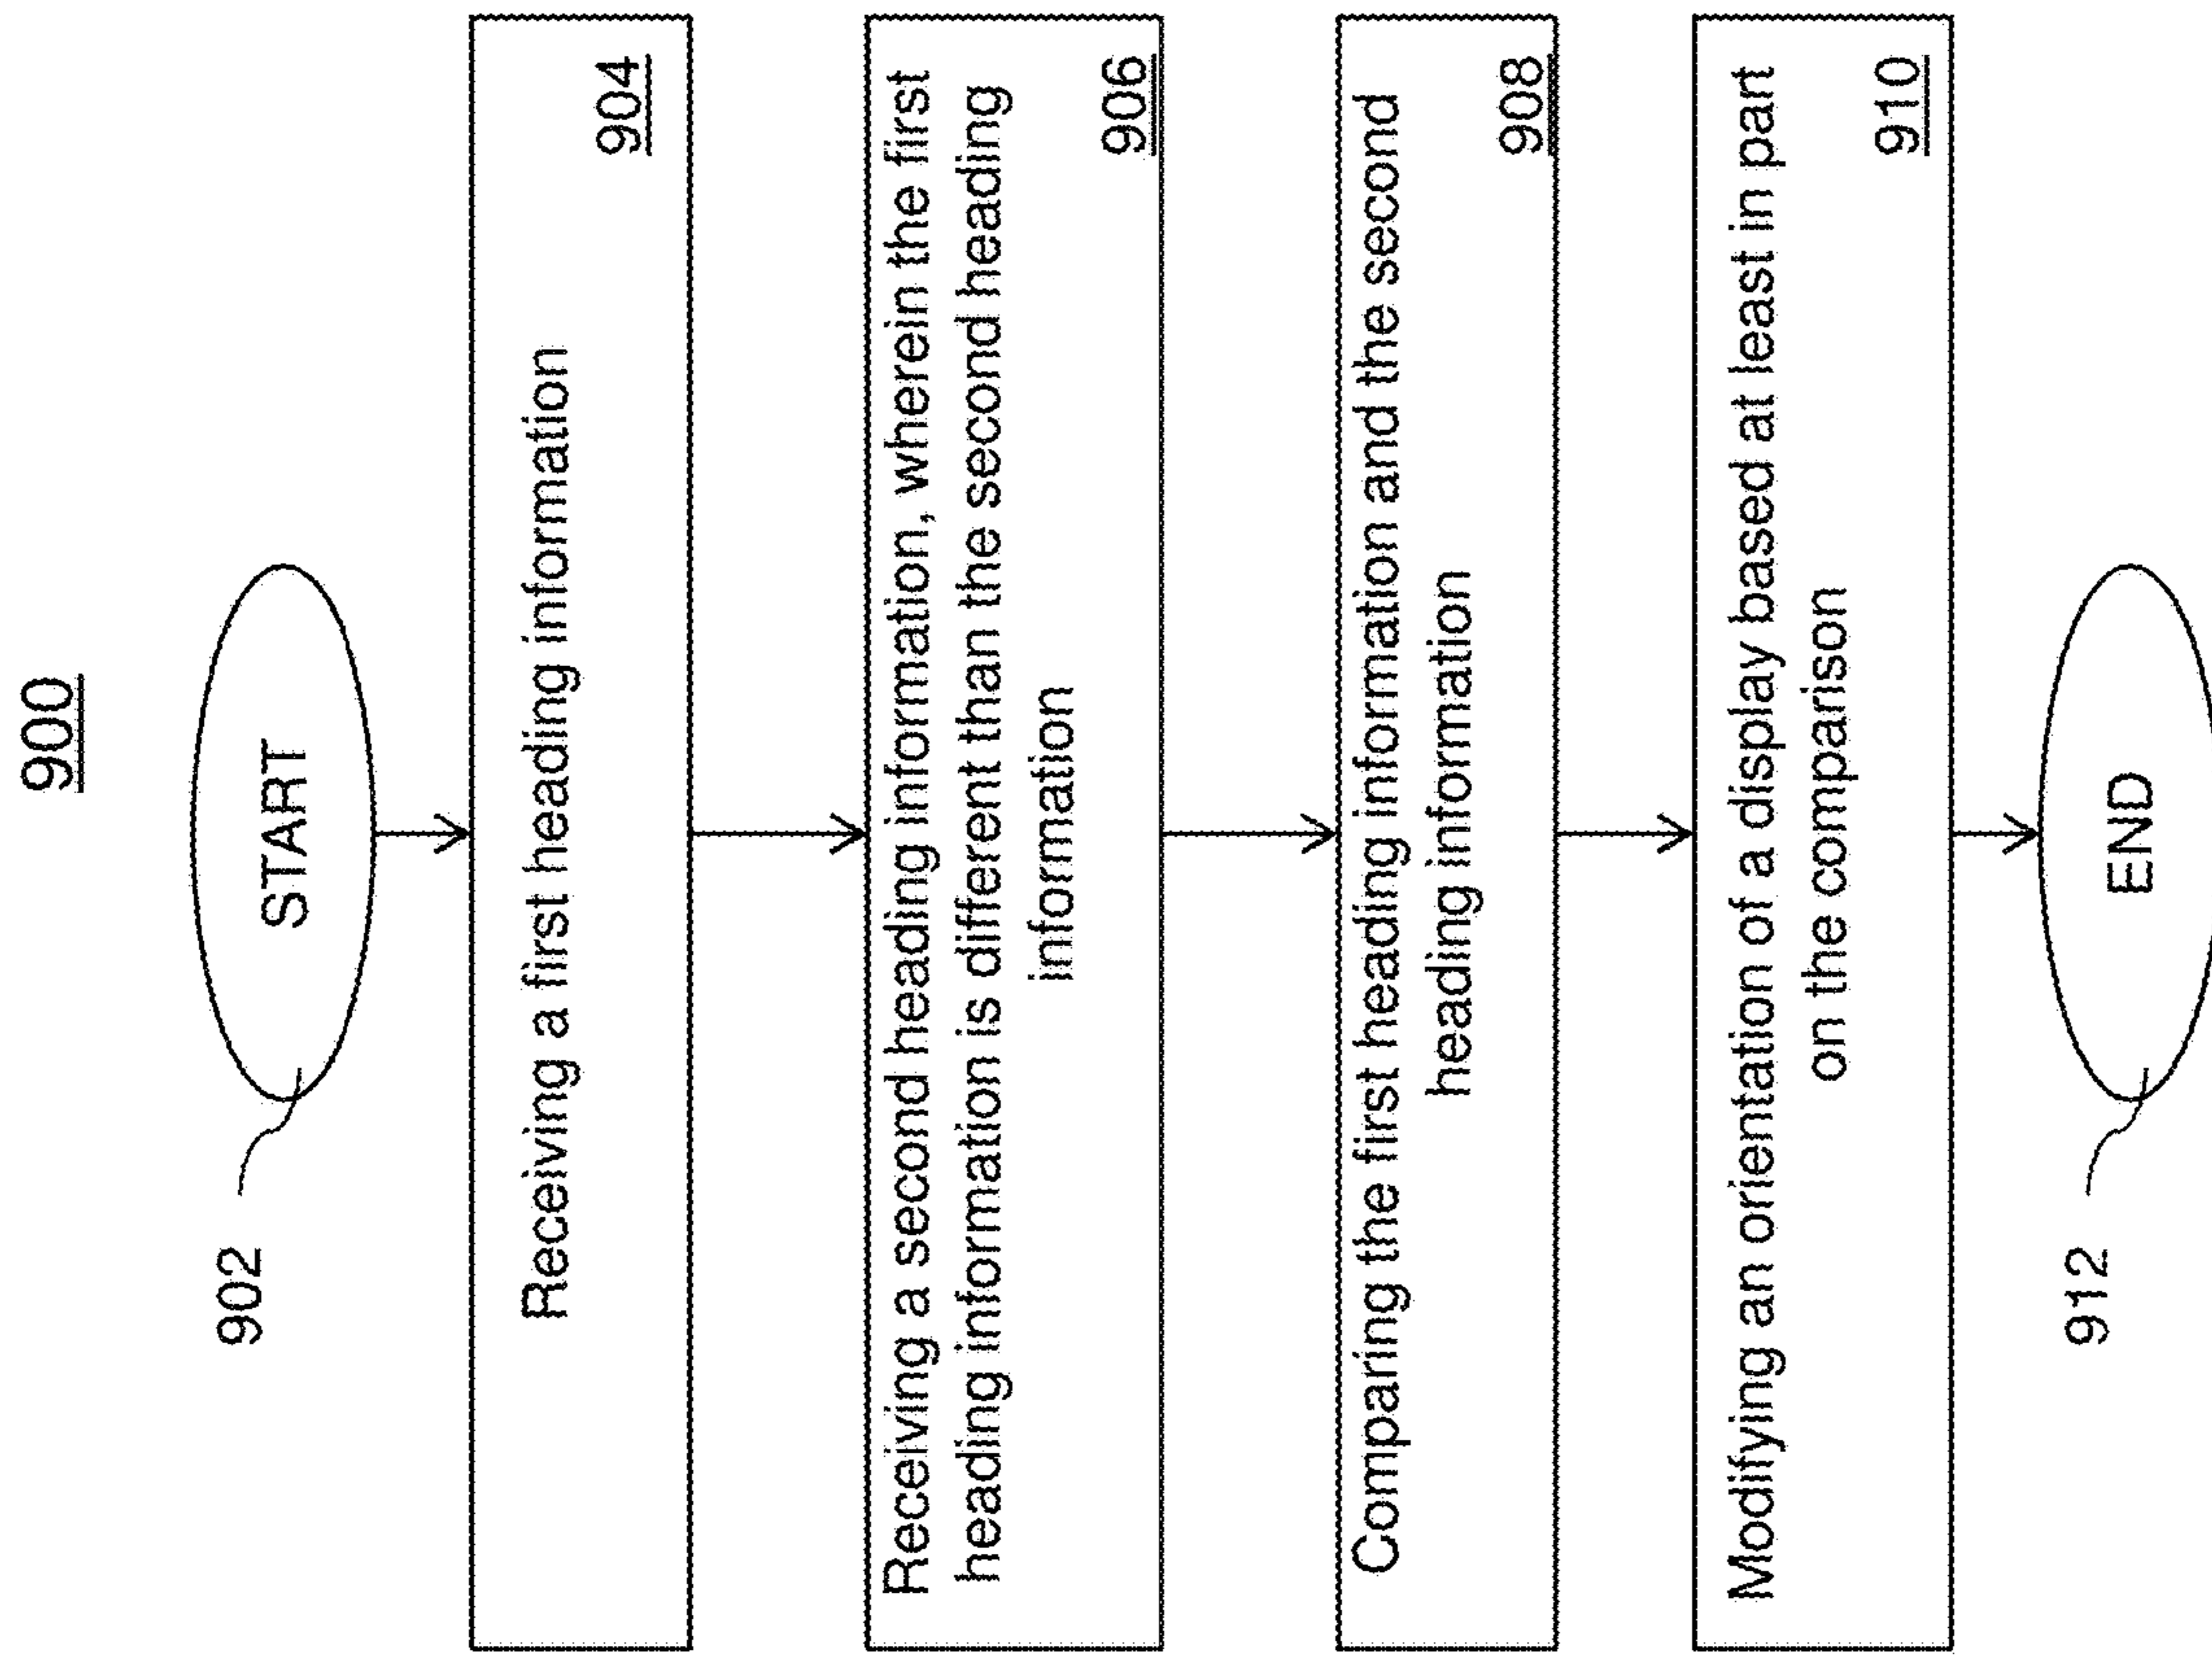 900
902
START
Receiving a first heading information
904
Receiving a second heading information, wherein the first
heading information is different than the second heading
information
906
Comparing the first heading information and the second
heading information
908
Modifying an orientation of a display based at least in part
on the comparison
910
912
END